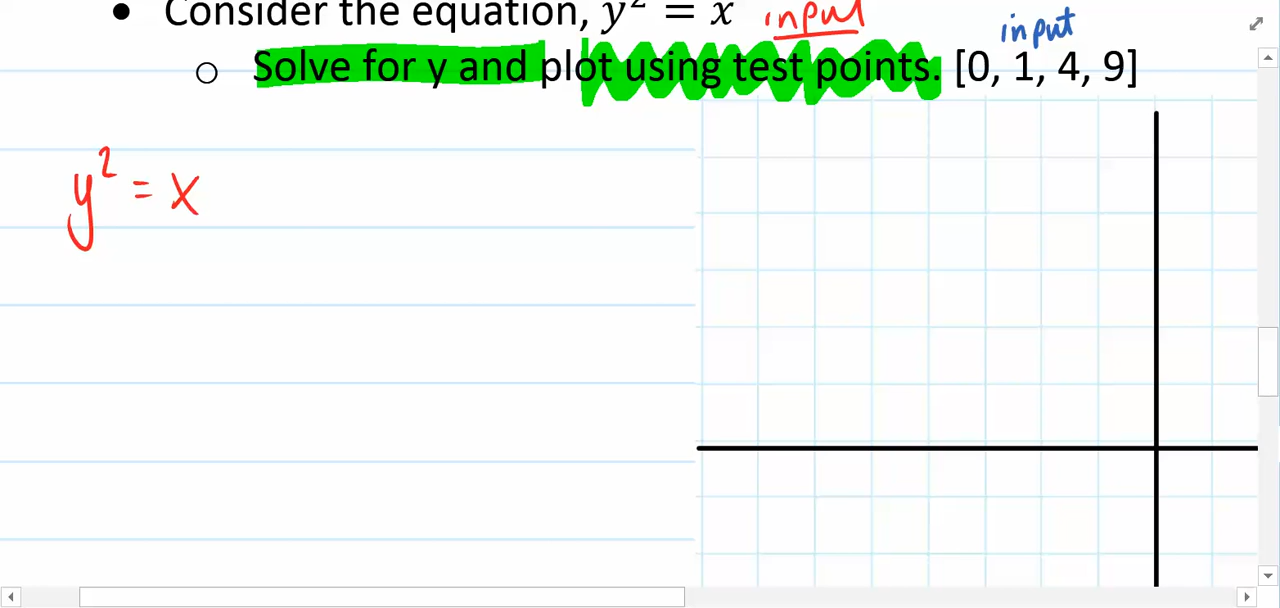 • Consider the equation, y² = x input
input
○ Solve for y and plot using test points. [0, 1, 4, 9]
y² = x